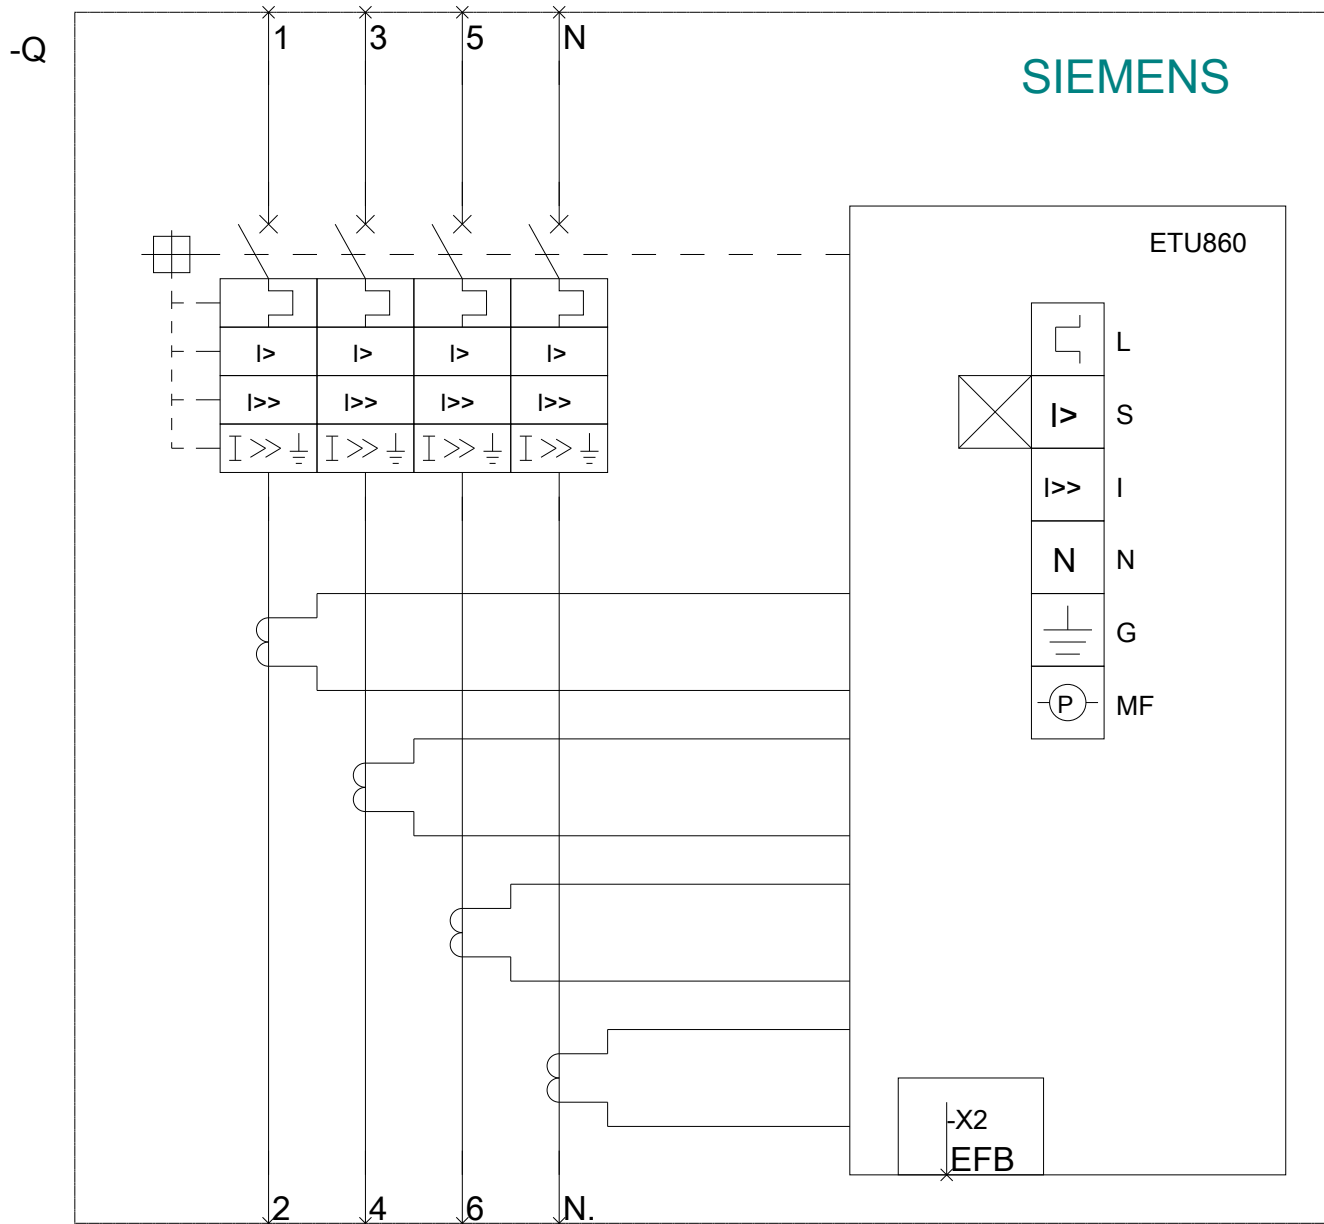 1 3 5 N
-Q
SIEMENS
ETU860
L
I> I> I> I>
I>> I>> I>> I>>
I>> I>> I>> I>>
I> S
I>> I
N N
G
P MF
-X2
EFB
2 4 6 N.